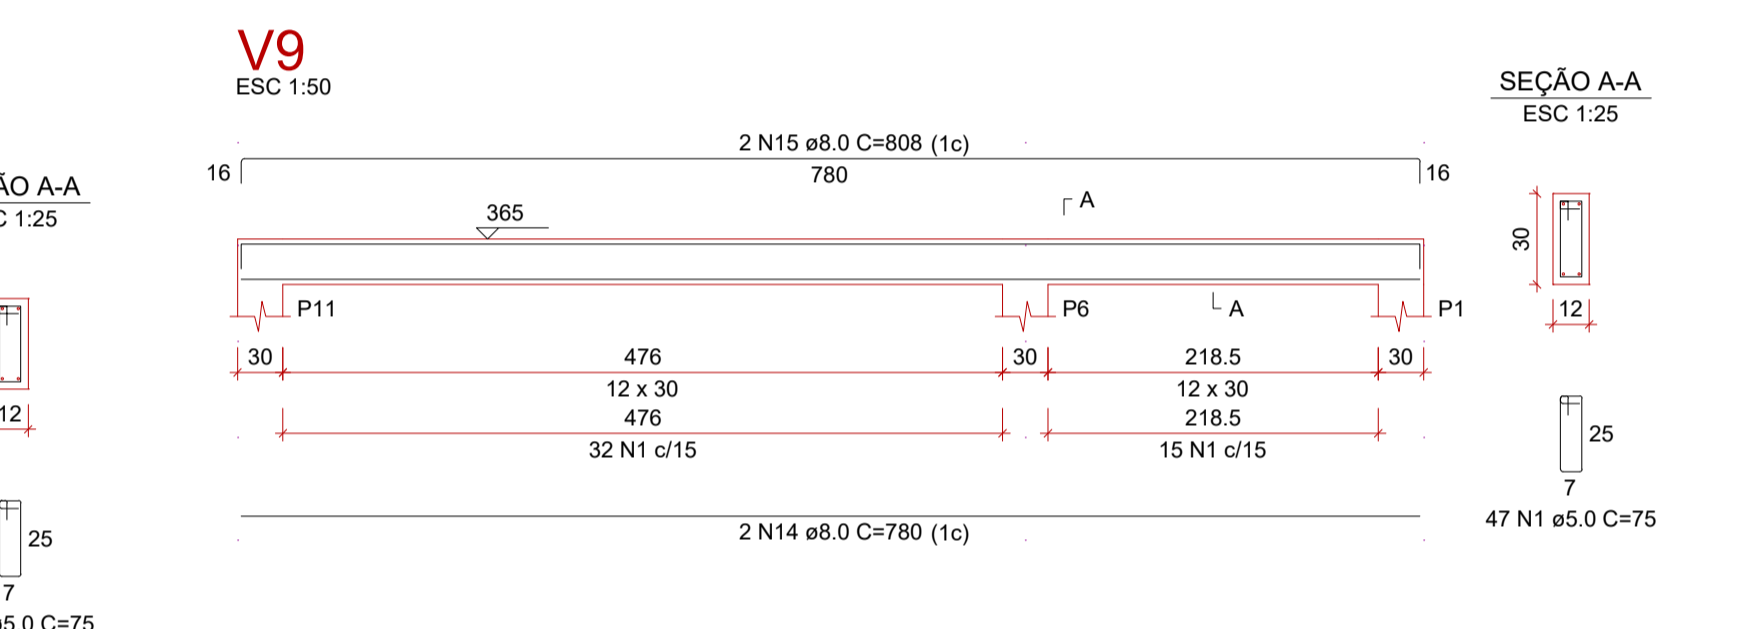 V9
ESC 1:50
SEÇÃO A-A
ESC 1:25
2 N15 ø8.0 C=808 (1c)
16
780
16
A
365
30
12
P11
P6
A
P1
30
476
30
218.5
30
12 x 30
12 x 30
476
218.5
32 N1 c/15
15 N1 c/15
25
7
47 N1 ø5.0 C=75
2 N14 ø8.0 C=780 (1c)
A-A
1:25
12
25
7
C=75